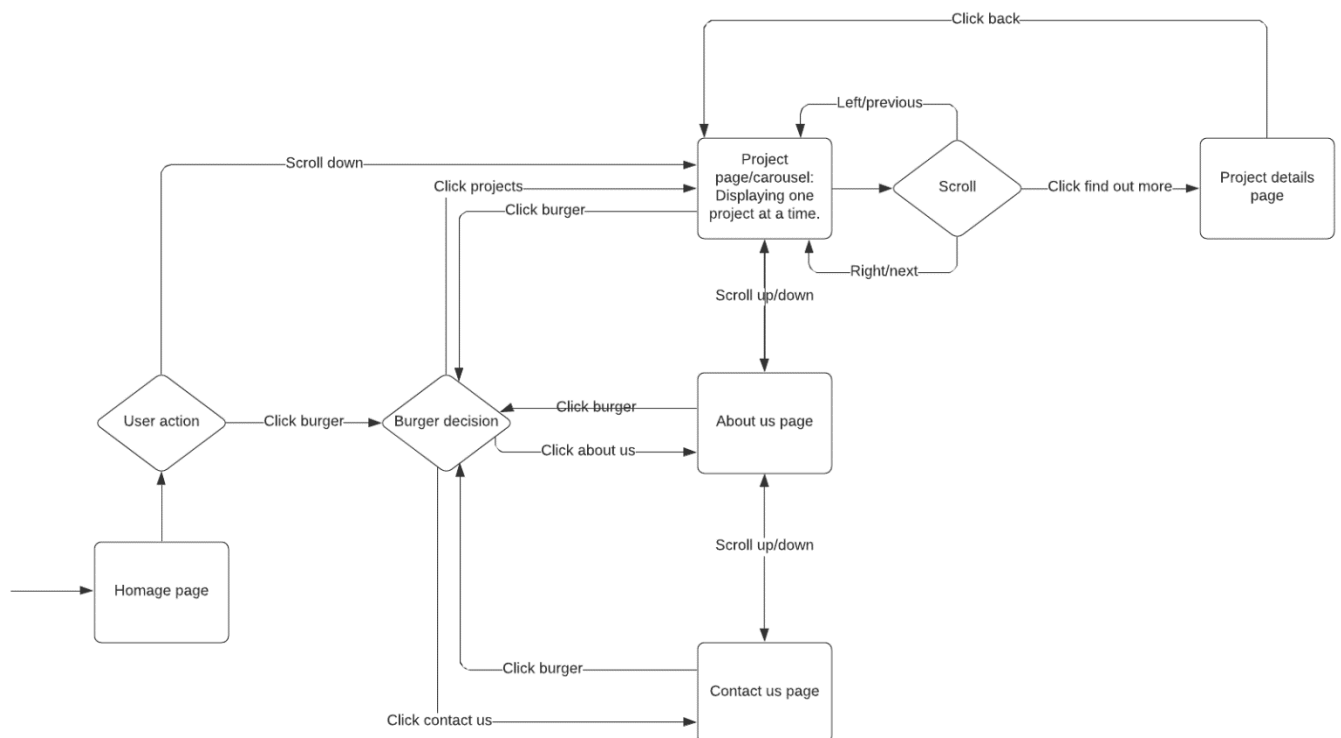 Click back
Left/previous
Scroll down
Project
page/carousel:
Displaying one
project at a time.
Click projects
Scroll
Click find out more
Project details
page
Click burger
Right/next
Scroll up/down
Click burger
User action
Click burger
Burger decision
About us page
Click about us
Scroll up/down
Homage page
Click burger
Contact us page
Click contact us